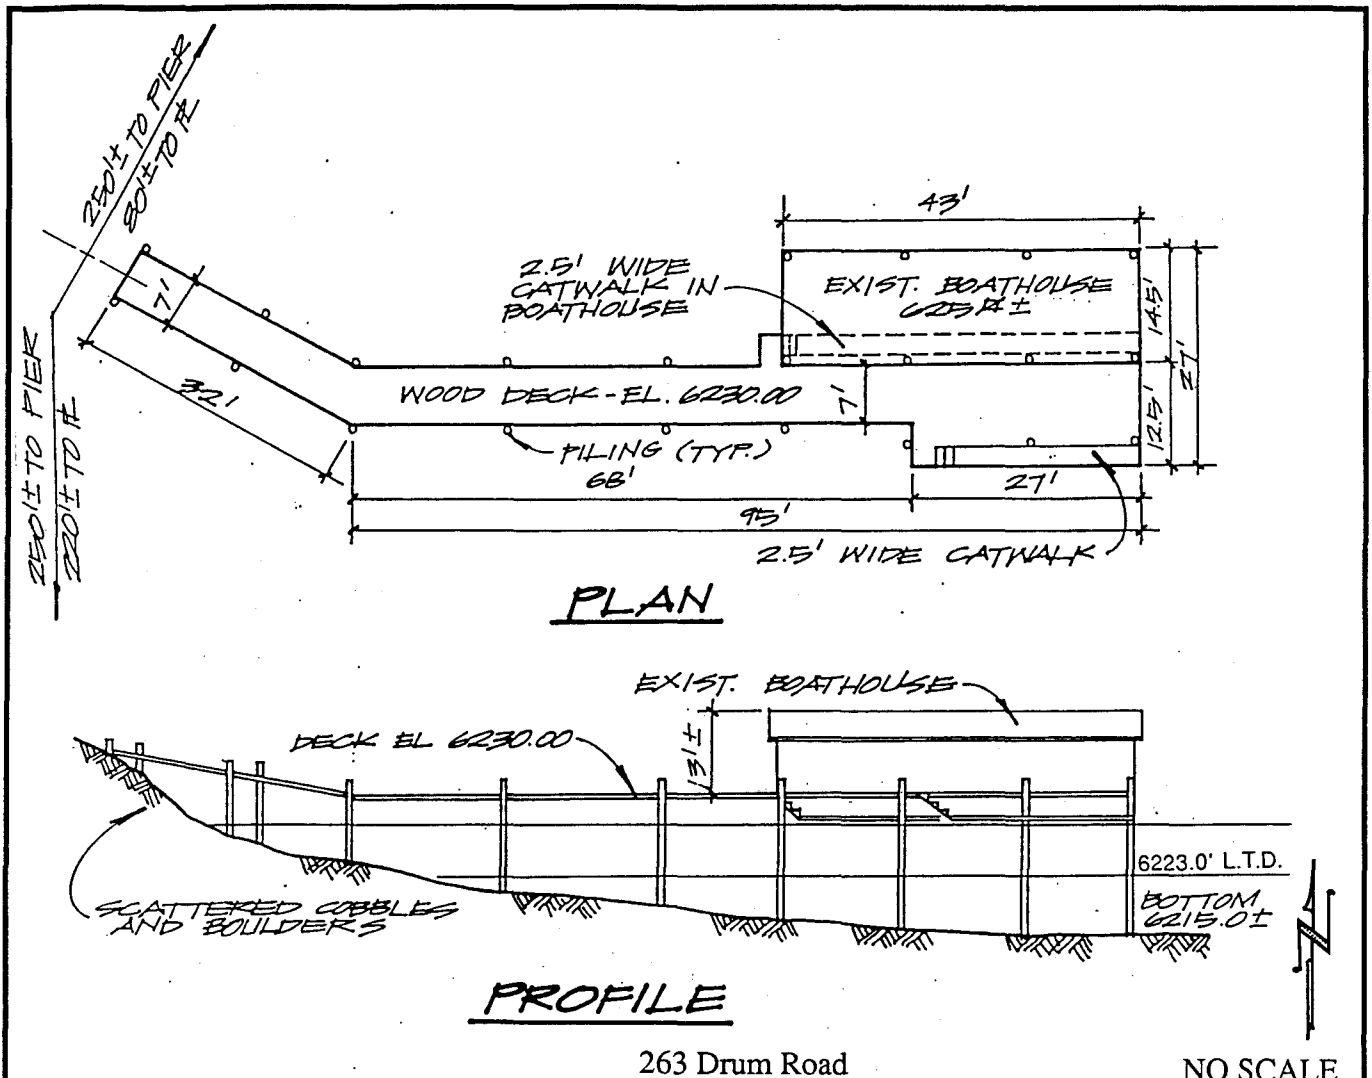 250'± TO PIER
80'± TO PL
250'± TO PIER
220'± TO PL
7'
32'
43'
2.5' WIDE
CATWALK IN
BOATHOUSE
EXIST. BOATHOUSE
14.5'
27'
12.5'
WOOD DECK - EL. 6230.00
7'
PILING (TYP.)
68'
27'
95'
2.5' WIDE CATWALK
PLAN
EXIST. BOATHOUSE
DECK EL 6230.00
13'±
6223.0' L.T.D.
BOTTOM
6215.0±
SCATTERED COBBLES
AND BOULDERS
N
PROFILE
263 Drum Road
NO SCALE